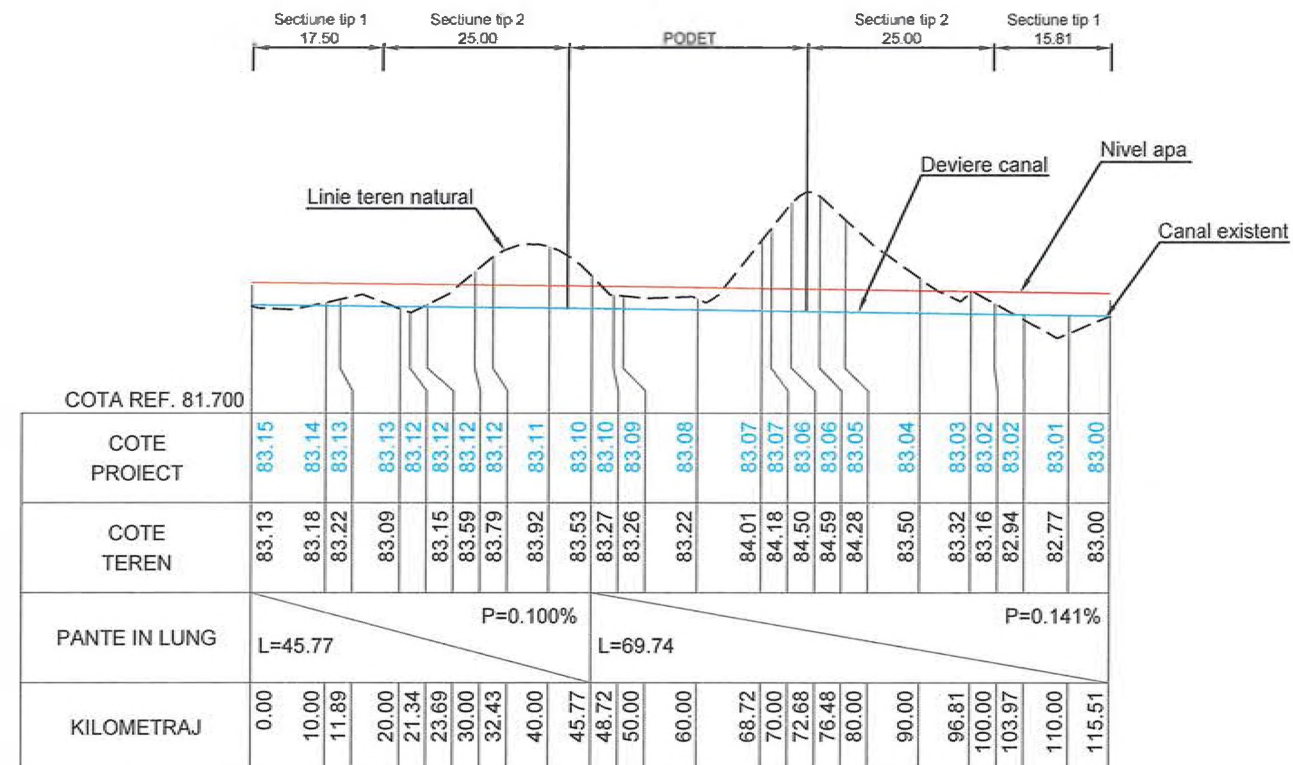 Sectiune tip 1
17.50
Sectiune tip 2
25.00
PODET
Sectiune tip 2
25.00
Sectiune tip 1
15.81
Linie teren natural
Deviere canal
Nivel apa
Canal existent
COTA REF. 81.700
COTE
PROIECT
83.15 83.14 83.13 83.13 83.12 83.12 83.12 83.12 83.11 83.10 83.10 83.09 83.08 83.07 83.07 83.06 83.06 83.05 83.04 83.03 83.02 83.02 83.01 83.00
COTE
TEREN
83.13 83.18 83.22 83.09 83.15 83.59 83.79 83.92 83.53 83.27 83.26 83.22 84.01 84.18 84.50 84.59 84.28 83.50 83.32 83.16 82.94 82.77 83.00
PANTE IN LUNG
P=0.100%
L=45.77
P=0.141%
L=69.74
KILOMETRAJ
0.00 10.00 11.89 20.00 21.34 23.69 30.00 32.43 40.00 45.77 48.72 50.00 60.00 68.72 70.00 72.68 76.48 80.00 90.00 96.81 100.00 103.97 110.00 115.51